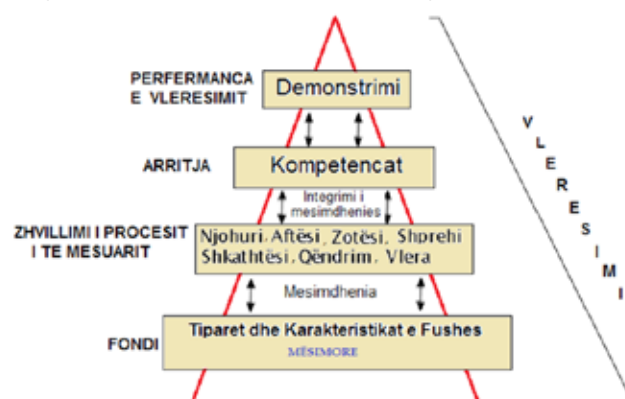 PERFERMANCA
E VLERESIMIT
Demonstrimi
ARRITJA
Kompetencat
Integrimi i
mesimdhenies
ZHVILLIMI I PROCESIT
I TE MESUARIT
Njohuri, Aftësi, Zotësi, Shprehi
Shkathtësi, Qëndrim, Vlera
Mesimdhenia
FONDI
Tiparet dhe Karakteristikat e Fushes
MËSIMORE
VLERESIMI